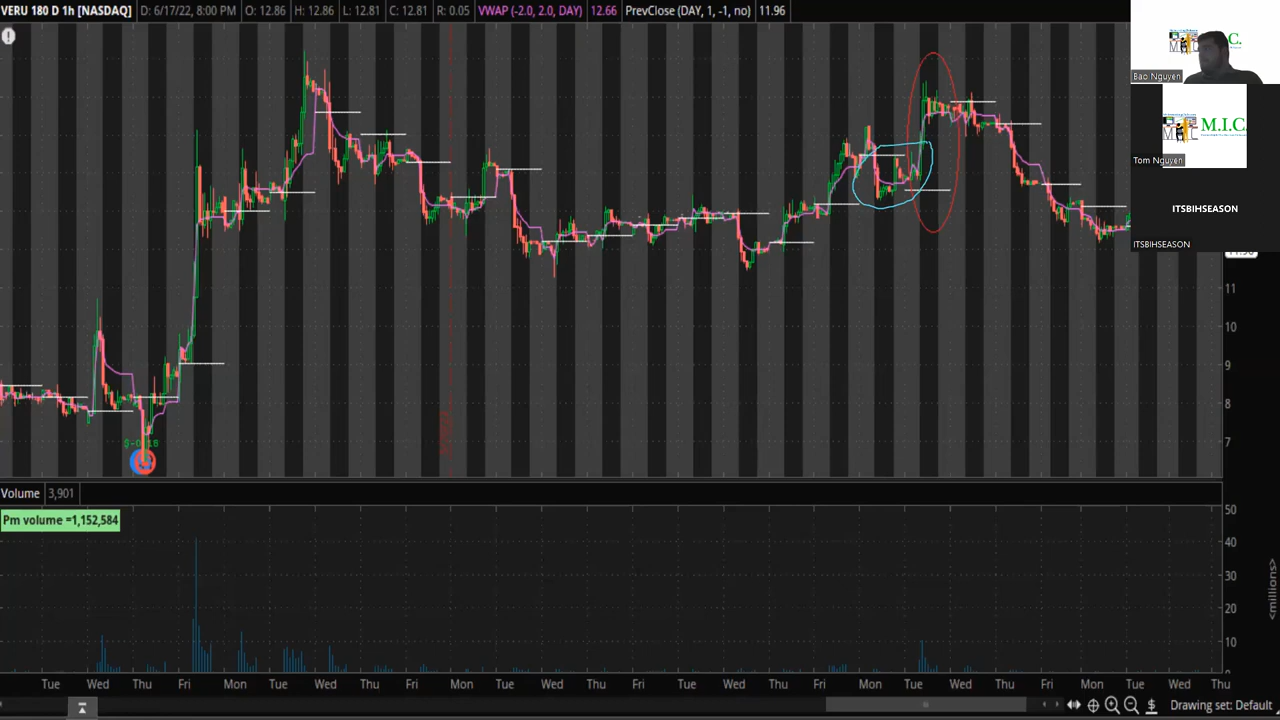 VERU 180 D 1h [NASDAQ] D: 6/17/22, 8:00 PM O: 12.86 H: 12.86 L: 12.81 C: 12.81 R: 0.05 VWAP (-2.0, 2.0, DAY) 12.66 PrevClose (DAY, 1, -1, no) 11.96
Bao Nguyen
M.I.C.
Tom Nguyen
ITSBIHSEASON
ITSBIHSEASON
11
10
9
8
7
Volume 3,901
Pm volume =1,152,584
50
40
30
20
10
<millions>
Tue Wed Thu Fri Mon Tue Wed Thu Fri Mon Tue Wed Thu Fri Tue Wed Thu Fri Mon Tue Wed Thu Fri Mon Tue Wed Thu
Drawing set: Default